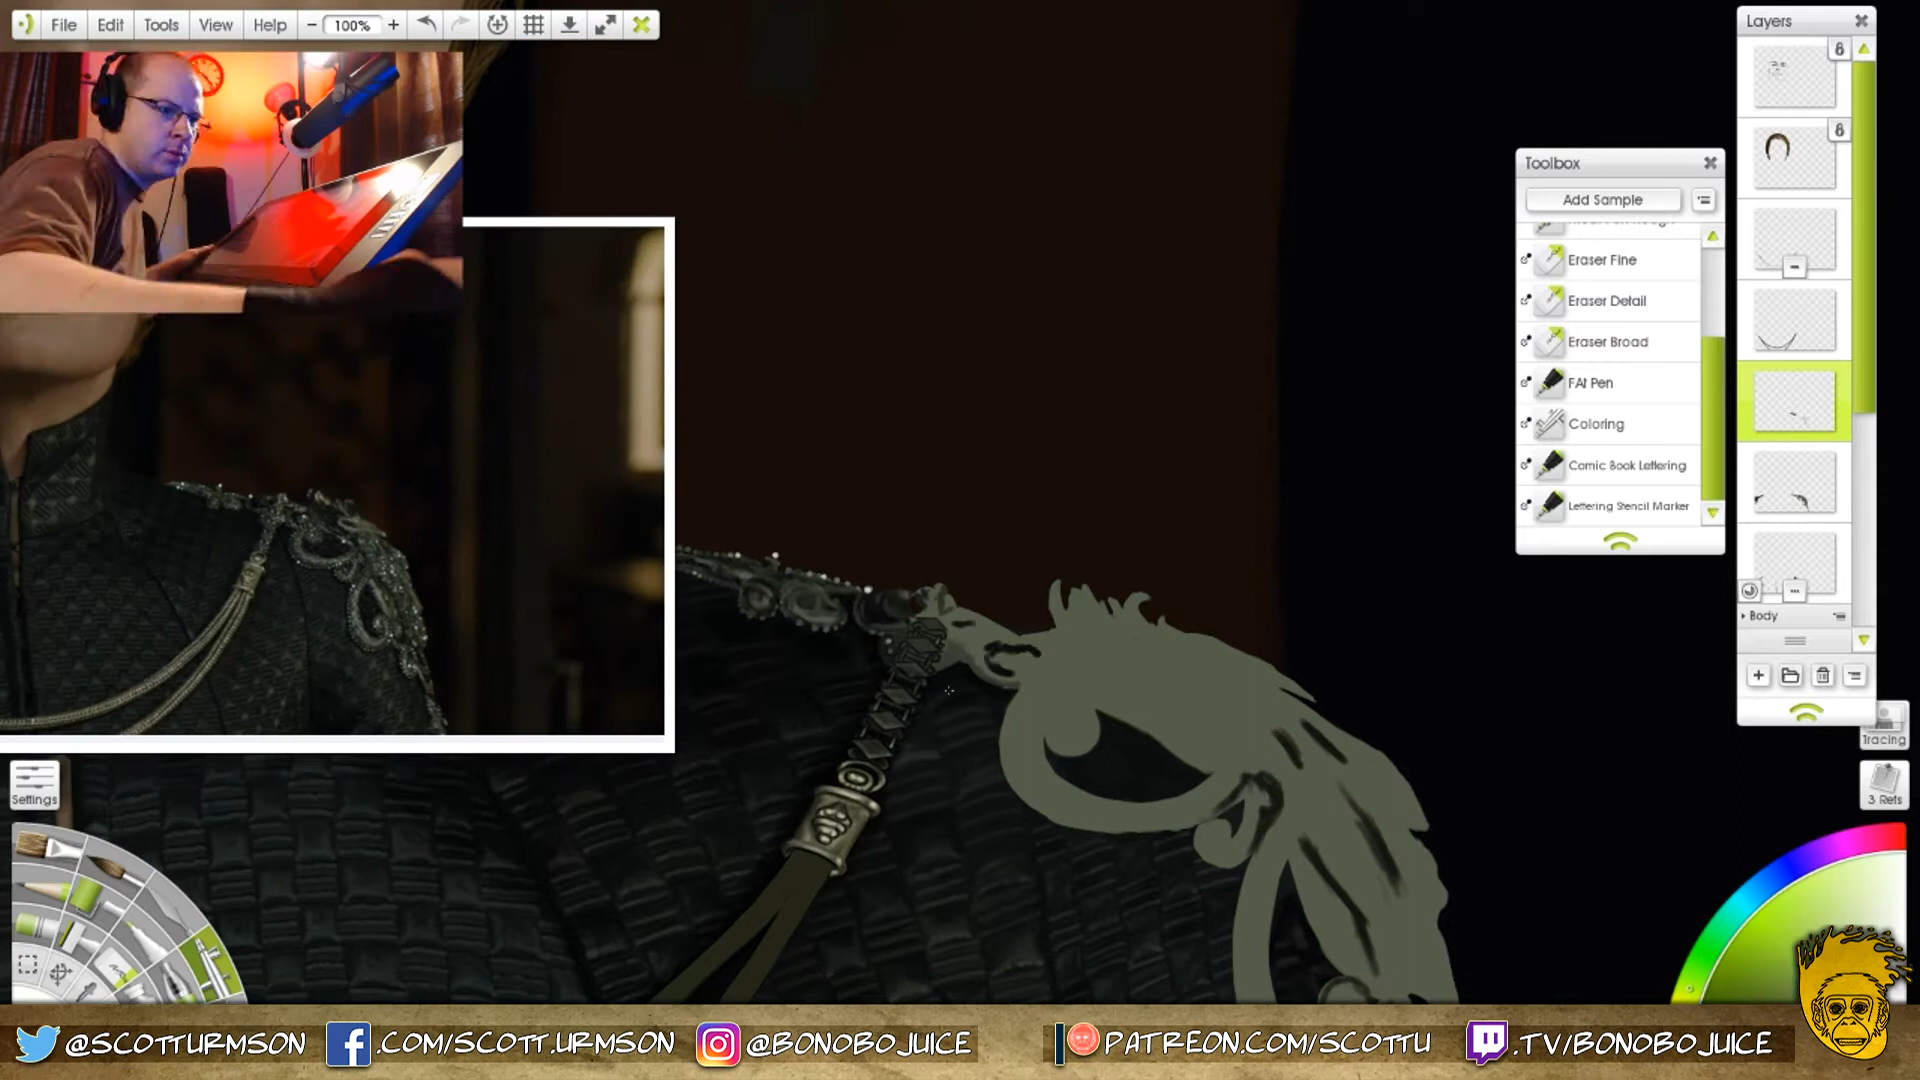 File Edit Tools View Help 100%
Layers
Toolbox
Add Sample
Eraser Fine
Eraser Detail
Eraser Broad
FAt Pen
Coloring
Comic Book Lettering
Lettering Stencil Marker
Body
Tracing
3 Refs
Settings
@SCOTTURMSON .COM/SCOTT.URMSON @BONOBOJUICE PATREON.COM/SCOTTU .TV/BONOBOJUICE